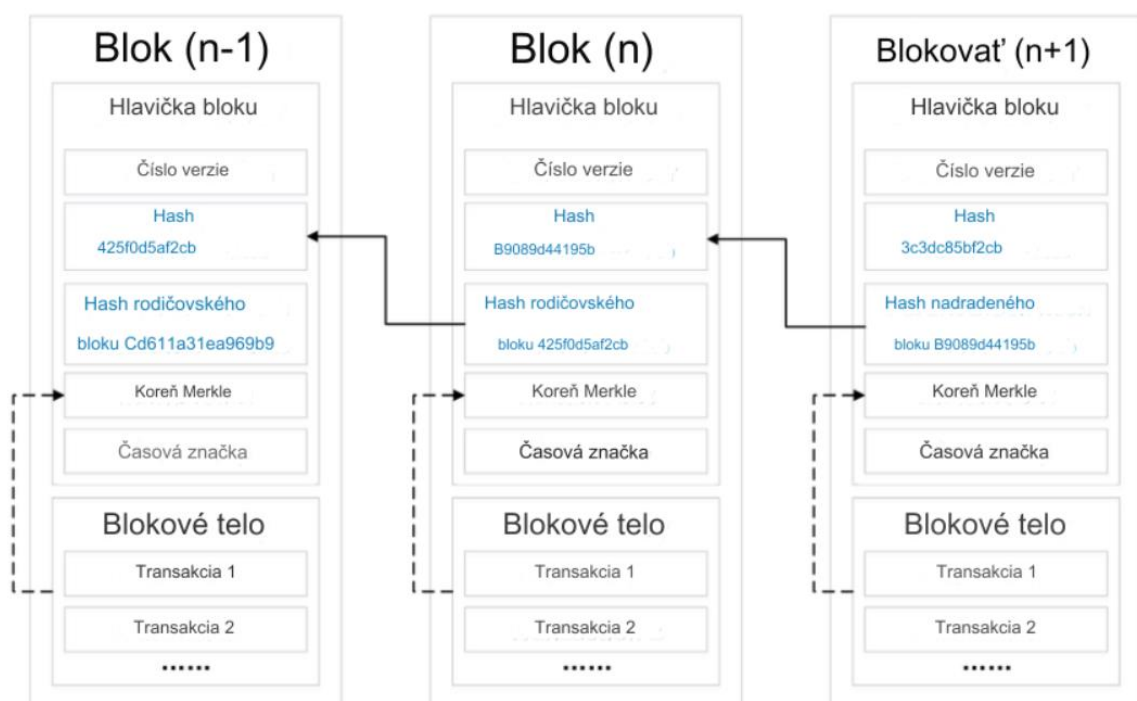 Blok (n-1)
Hlavička bloku
Číslo verzie
Hash
425f0d5af2cb
Hash rodičovského
bloku Cd611a31ea969b9
Koreň Merkle
Časová značka
Blokové telo
Transakcia 1
Transakcia 2
......
Blok (n)
Hlavička bloku
Číslo verzie
Hash
B9089d44195b
Hash rodičovského
bloku 425f0d5af2cb
Koreň Merkle
Časová značka
Blokové telo
Transakcia 1
Transakcia 2
......
Blokovať (n+1)
Hlavička bloku
Číslo verzie
Hash
3c3dc85bf2cb
Hash nadradeného
bloku B9089d44195b
Koreň Merkle
Časová značka
Blokové telo
Transakcia 1
Transakcia 2
......